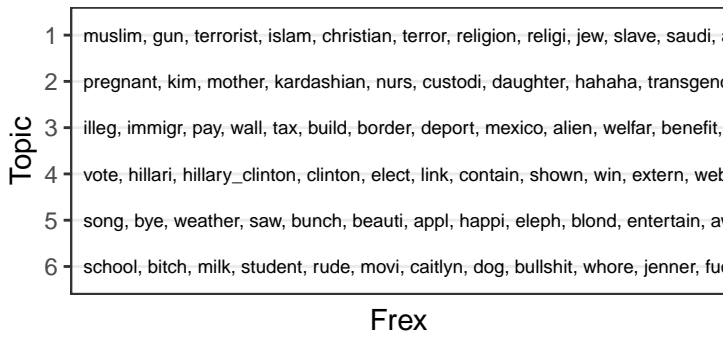 1 muslim, gun, terrorist, islam, christian, terror, religion, religi, jew, slave, saudi,
2 pregnant, kim, mother, kardashian, nurs, custodi, daughter, hahaha,
3 illeg, immigr, pay, wall, tax, build, border, deport, mexico, alien, welfar, benefit,
4 vote, hillari, hillary_clinton, clinton, elect, link, contain, shown, win, extern,
5 song, bye, weather, saw, bunch, beauti, appl, happi, eleph, blond, entertain,
6 school, bitch, milk, student, rude, movi, caitlyn, dog, bullshit, whore, jenner,
Topic
Frex